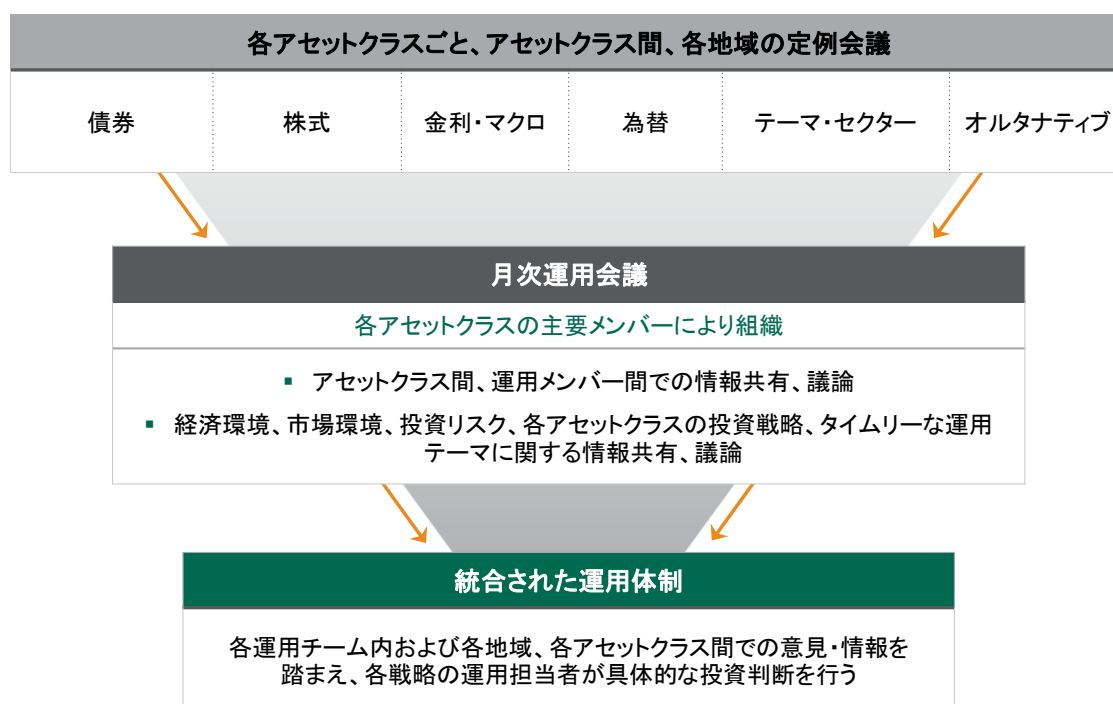 各アセットクラスごと、アセットクラス間、各地域の定例会議
債券
株式
金利・マクロ
為替
テーマ・セクター
オルタナティブ
月次運用会議
各アセットクラスの主要メンバーにより組織
▪ アセットクラス間、運用メンバー間での情報共有、議論
▪ 経済環境、市場環境、投資リスク、各アセットクラスの投資戦略、タイムリーな運用
テーマに関する情報共有、議論
統合された運用体制
各運用チーム内および各地域、各アセットクラス間での意見・情報を
踏まえ、各戦略の運用担当者が具体的な投資判断を行う